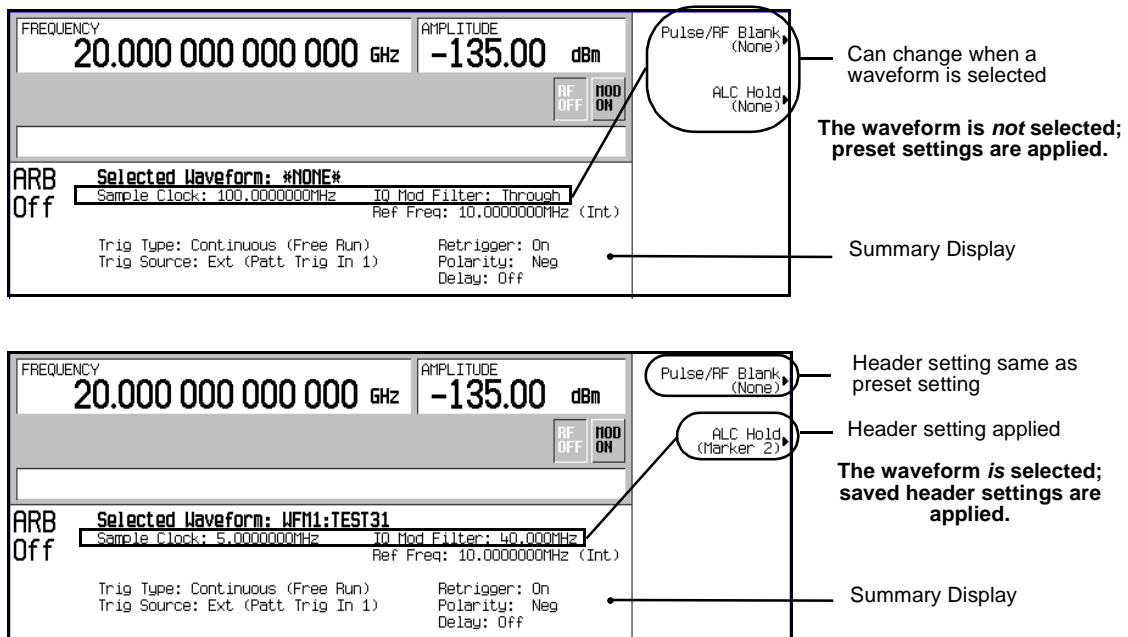 FREQUENCY
20.000 000 000 000 GHz
AMPLITUDE
-135.00 dBm
RF OFF
MOD ON
Pulse/RF Blank
(None)
ALC Hold
(None)
Can change when a
waveform is selected
The waveform is not selected;
preset settings are applied.
ARB
Off
Selected Waveform: *NONE*
Sample Clock: 100.0000000MHz IQ Mod Filter: Through
Ref Freq: 10.0000000MHz (Int)
Trig Type: Continuous (Free Run) Retrigger: On
Trig Source: Ext (Patt Trig In 1) Polarity: Neg
Delay: Off
Summary Display
FREQUENCY
20.000 000 000 000 GHz
AMPLITUDE
-135.00 dBm
RF OFF
MOD ON
Pulse/RF Blank
(None)
ALC Hold
(Marker 2)
Header setting same as
preset setting
Header setting applied
The waveform is selected;
saved header settings are
applied.
ARB
Off
Selected Waveform: WFM1:TEST31
Sample Clock: 5.0000000MHz IQ Mod Filter: 40.000MHz
Ref Freq: 10.0000000MHz (Int)
Trig Type: Continuous (Free Run) Retrigger: On
Trig Source: Ext (Patt Trig In 1) Polarity: Neg
Delay: Off
Summary Display